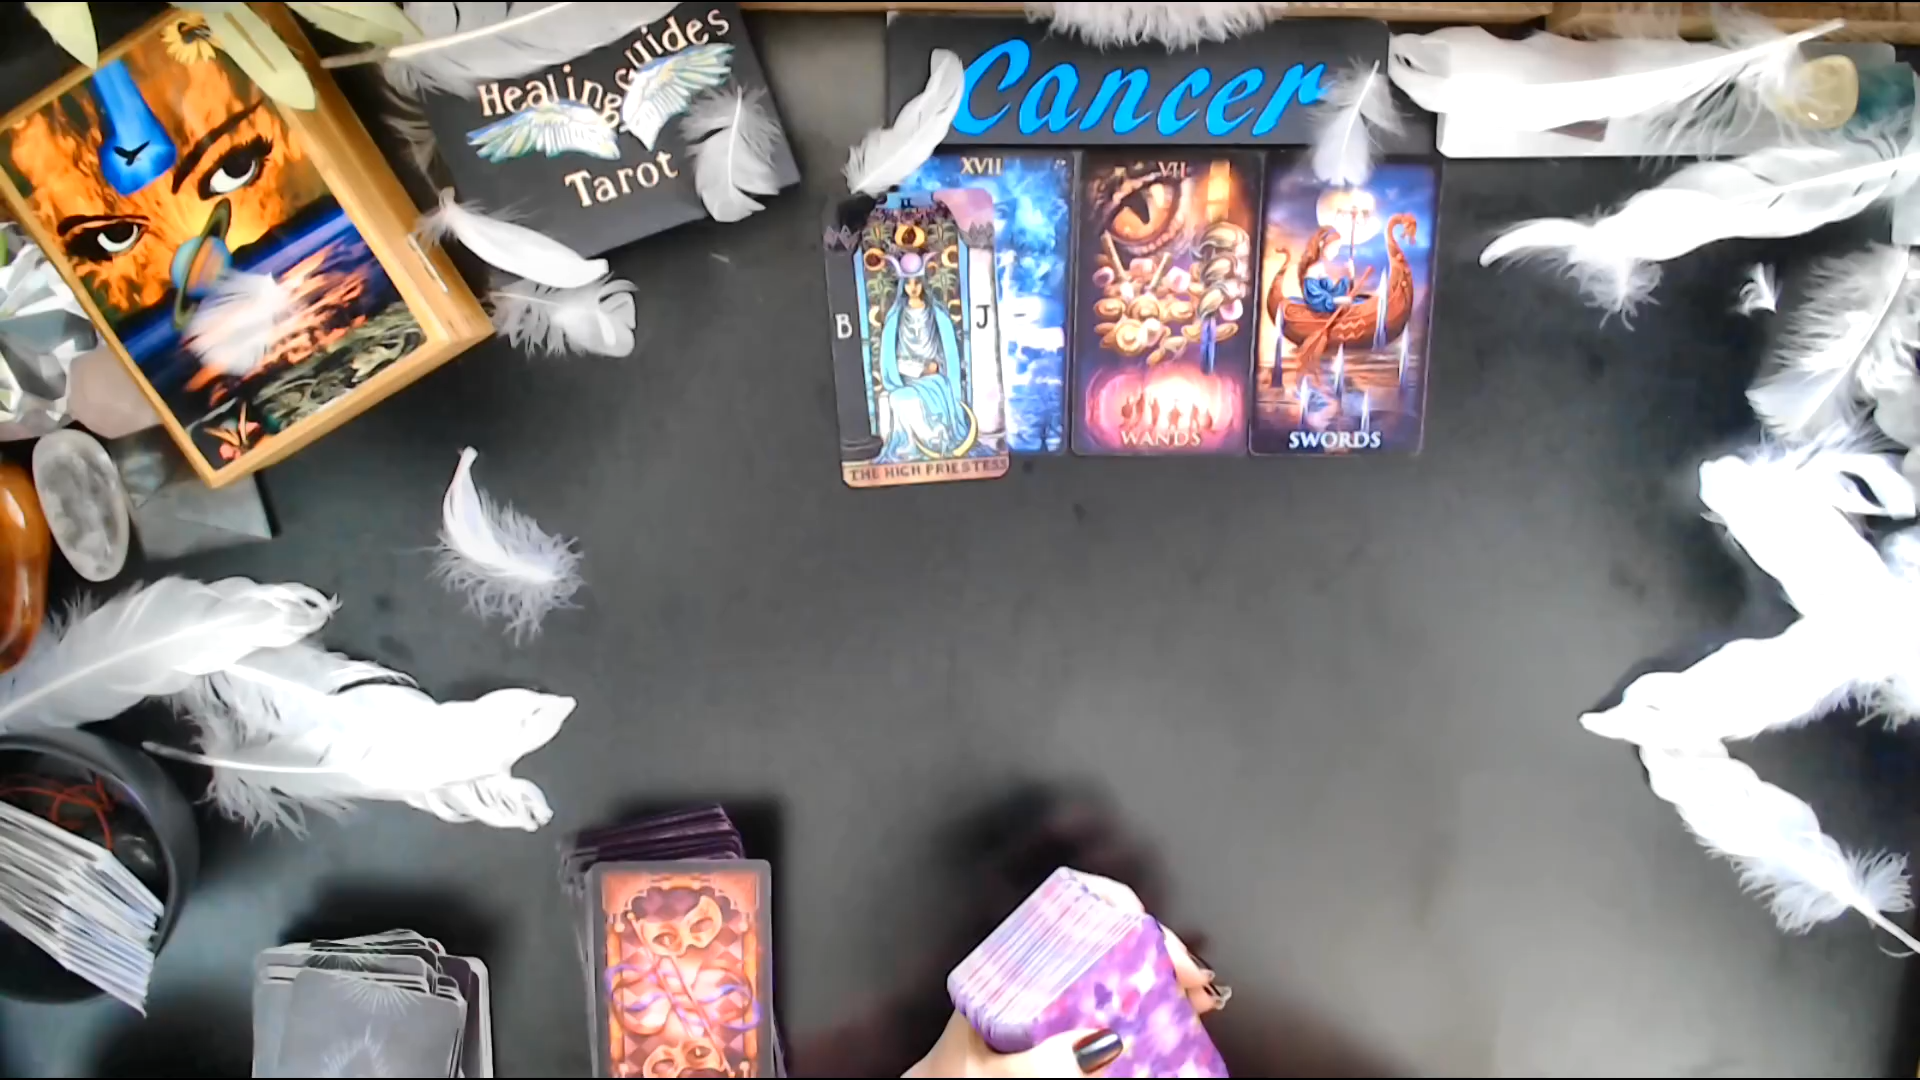 Healing Guides
Tarot
Cancer
XVII
VII
II
B
J
WANDS
SWORDS
THE HIGH PRIESTESS